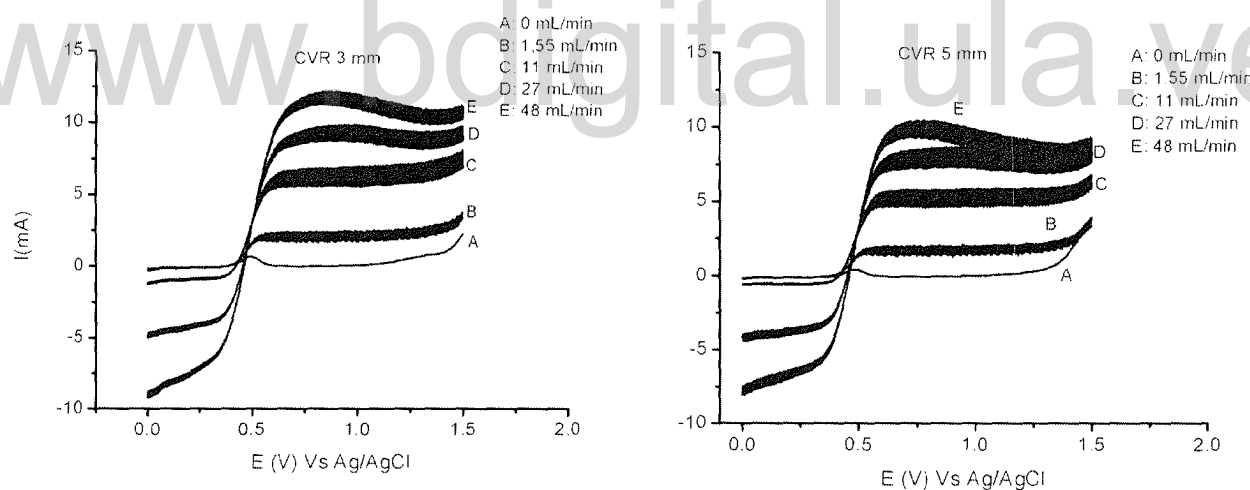 www.bdigital.ula.ve
CVR 3 mm
A: 0 mL/min
B: 1,55 mL/min
C: 11 mL/min
D: 27 mL/min
E: 48 mL/min
15
10
5
0
-5
-10
I(mA)
E
D
C
B
A
0.0 0.5 1.0 1.5 2.0
E (V) Vs Ag/AgCl
CVR 5 mm
A: 0 mL/min
B: 1.55 mL/min
C: 11 mL/min
D: 27 mL/min
E: 48 mL/min
15
10
5
0
-5
-10
E
D
C
B
A
0.0 0.5 1.0 1.5 2.0
E (V) Vs Ag/AgCl